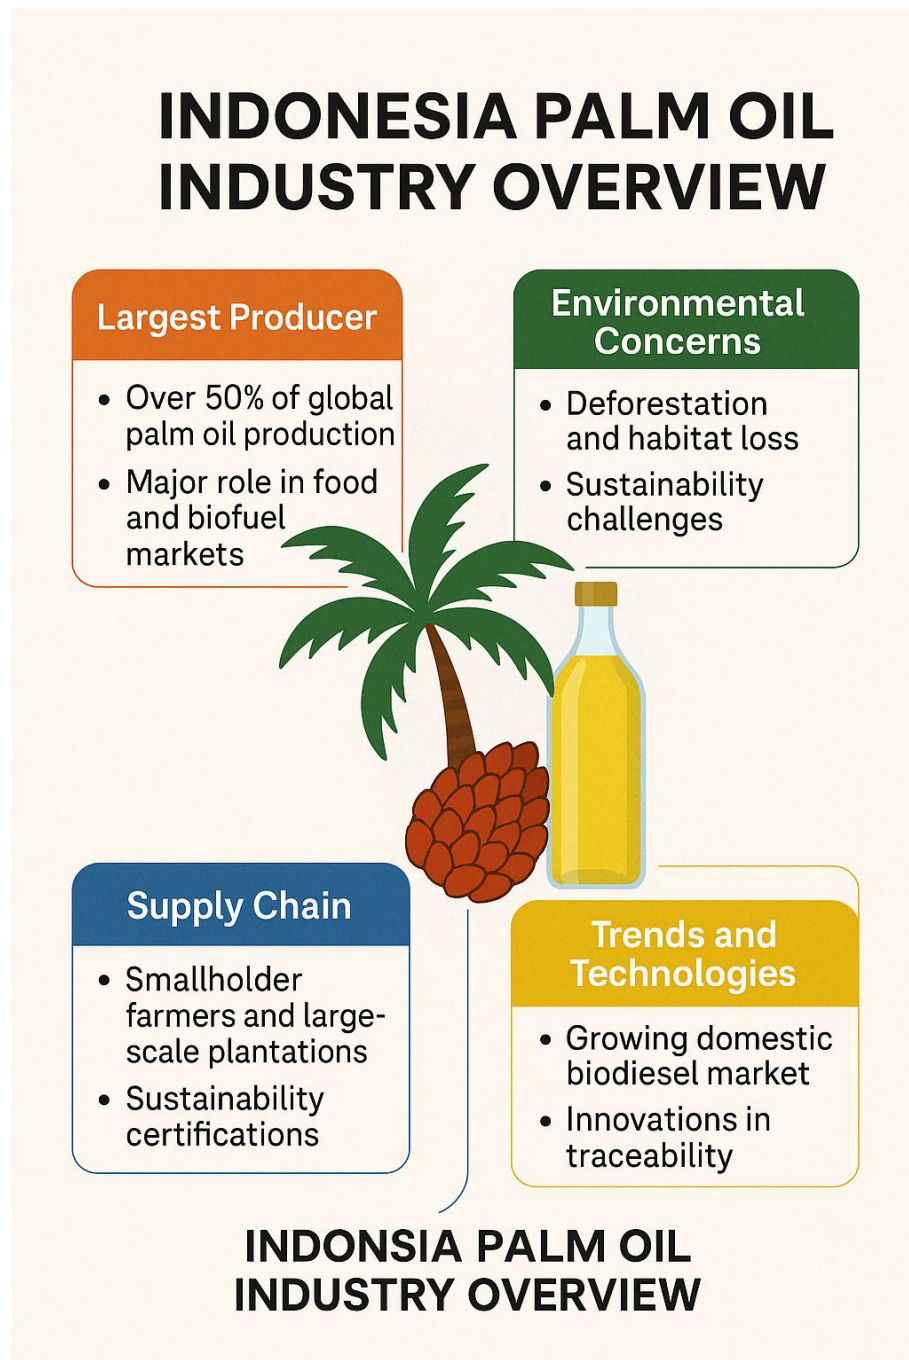 INDONESIA PALM OIL
INDUSTRY OVERVIEW
Largest Producer
• Over 50% of global
palm oil production
• Major role in food
and biofuel
markets
Environmental
Concerns
• Deforestation
and habitat loss
• Sustainability
challenges
Supply Chain
• Smallholder
farmers and large-
scale plantations
• Sustainability
certifications
Trends and
Technologies
• Growing domestic
biodiesel market
• Innovations in
traceability
INDONSIA PALM OIL
INDUSTRY OVERVIEW